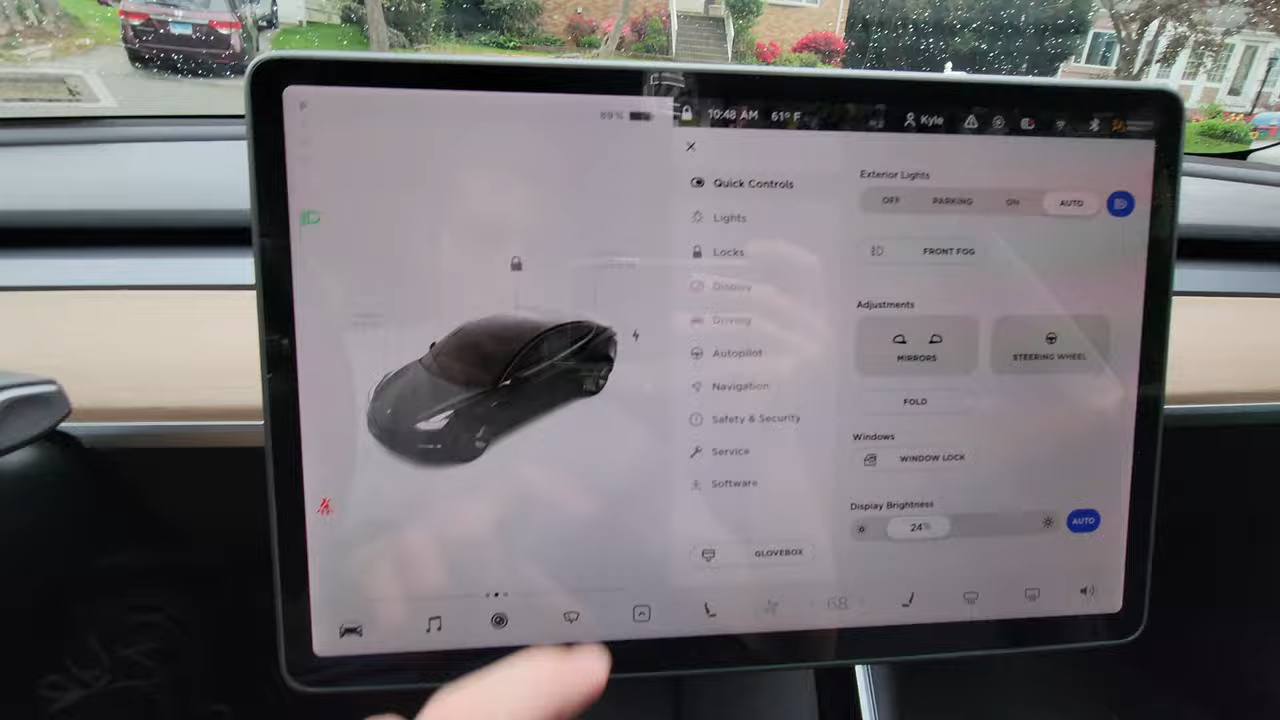 P
89%
10:48 AM 61° F
Kyle
Quick Controls
Lights
Locks
Display
Driving
Autopilot
Navigation
Safety & Security
Service
Software
GLOVEBOX
Exterior Lights
OFF PARKING ON AUTO
FRONT FOG
Adjustments
MIRRORS
STEERING WHEEL
FOLD
Windows
WINDOW LOCK
Display Brightness
24%
AUTO
68